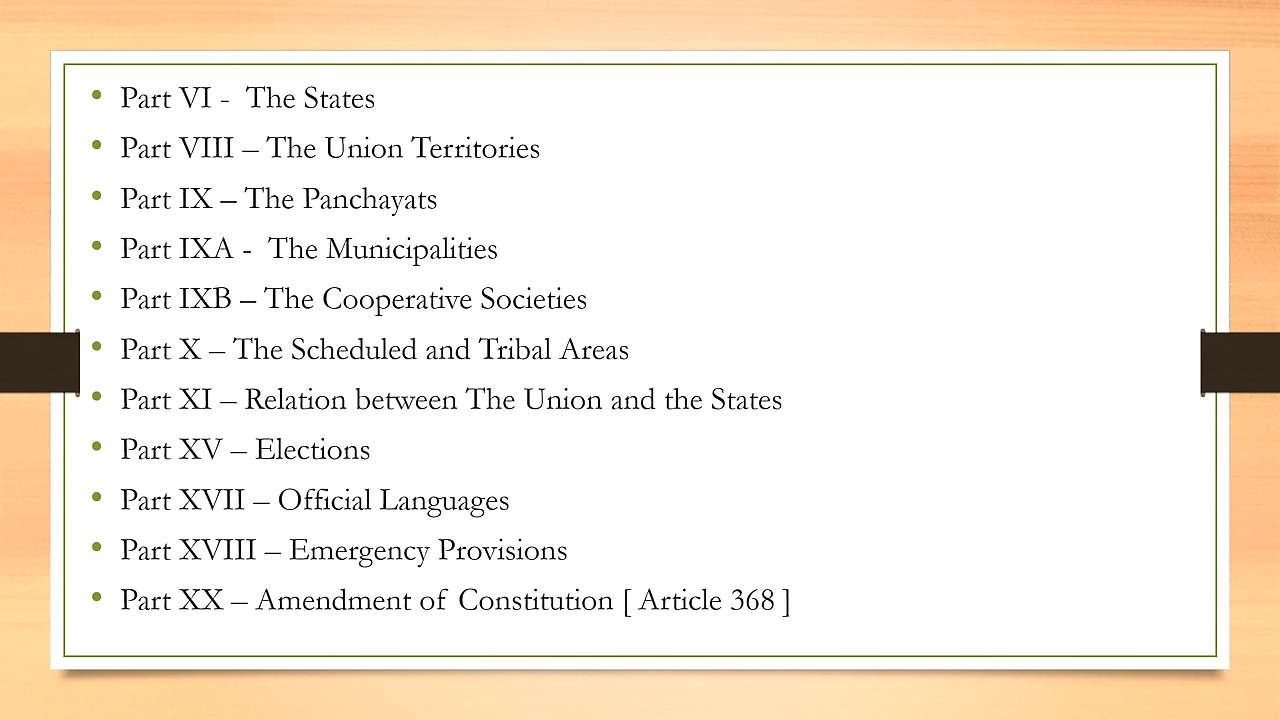 • Part VI -  The States
• Part VIII – The Union Territories
• Part IX – The Panchayats
• Part IXA -  The Municipalities
• Part IXB – The Cooperative Societies
• Part X – The Scheduled and Tribal Areas
• Part XI – Relation between The Union and the States
• Part XV – Elections
• Part XVII – Official Languages
• Part XVIII – Emergency Provisions
• Part XX – Amendment of Constitution [ Article 368 ]